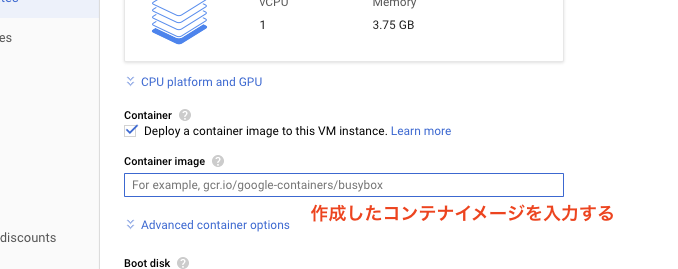 vCPU Memory
1 3.75 GB
CPU platform and GPU
Container
Deploy a container image to this VM instance. Learn more
Container image
For example, gcr.io/google-containers/busybox
作成したコンテナイメージを入力する
Advanced container options
discounts
Boot disk